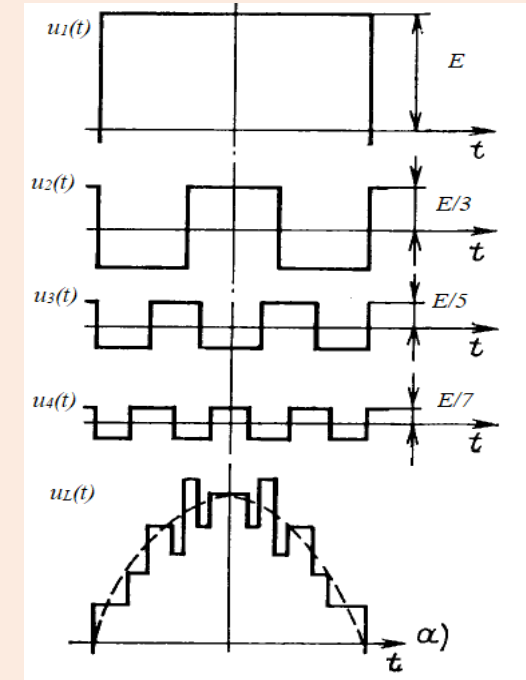 u1(t)
E
t
u2(t)
E/3
t
u3(t)
E/5
t
u4(t)
E/7
t
uL(t)
a)
t